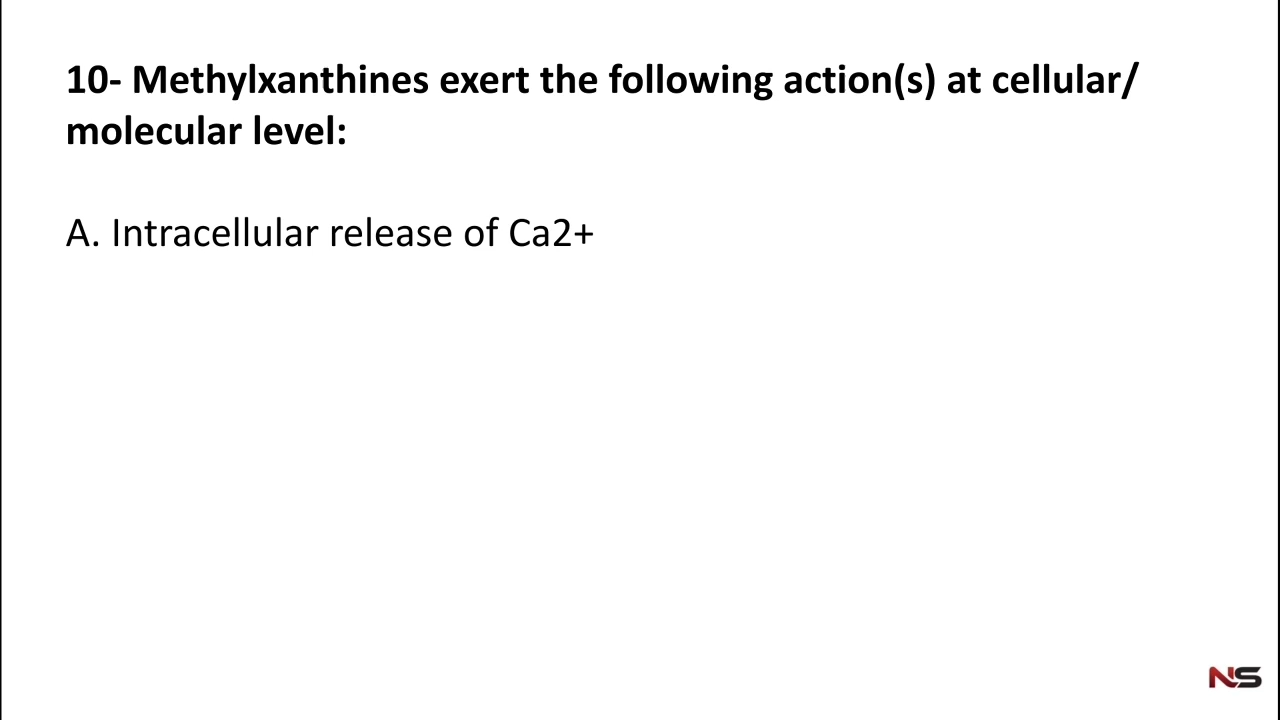 10- Methylxanthines exert the following action(s) at cellular/
molecular level:
A. Intracellular release of Ca2+
NS